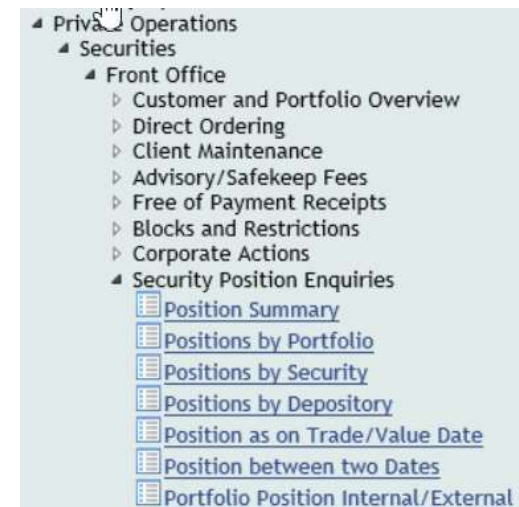 Private Operations
Securities
Front Office
Customer and Portfolio Overview
Direct Ordering
Client Maintenance
Advisory/Safekeep Fees
Free of Payment Receipts
Blocks and Restrictions
Corporate Actions
Security Position Enquiries
Position Summary
Positions by Portfolio
Positions by Security
Positions by Depository
Position as on Trade/Value Date
Position between two Dates
Portfolio Position Internal/External